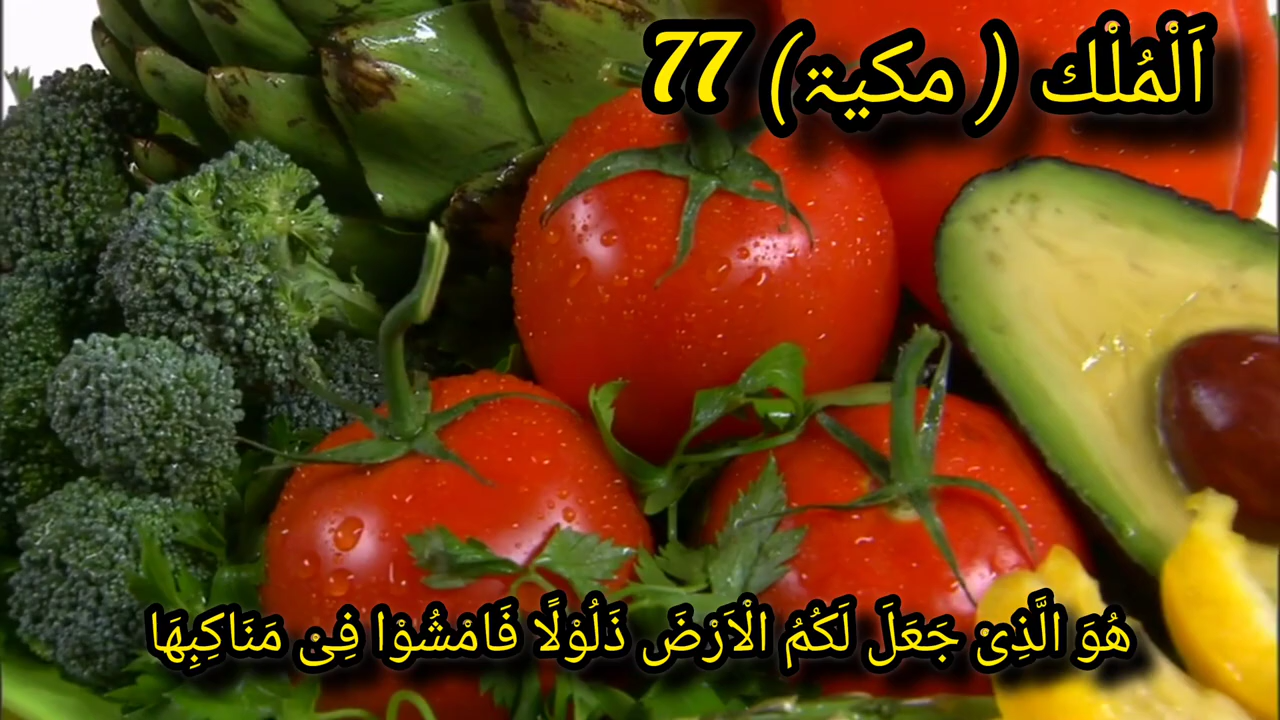 اَلْمُلْك ( مكية) 77
هُوَ الَّذِىْ جَعَلَ لَكُمُ الْاَرْضَ ذَلُوْلًا فَامْشُوْا فِىْ مَنَاكِبِهَا